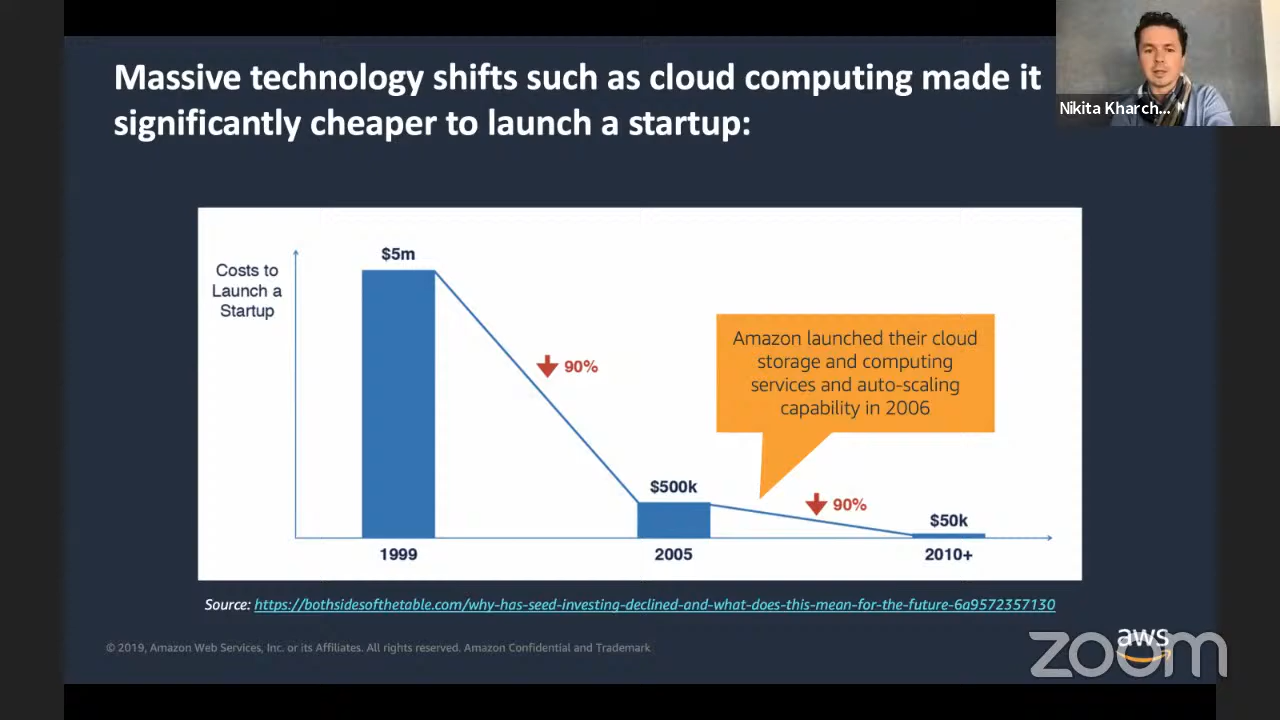 Massive technology shifts such as cloud computing made it
significantly cheaper to launch a startup:
Nikita Kharch...
Costs to
Launch a
Startup
$5m
90%
Amazon launched their cloud
storage and computing
services and auto-scaling
capability in 2006
$500k
90%
$50k
1999
2005
2010+
Source: https://bothsidesofthetable.com/why-has-seed-investing-declined-and-what-does-this-mean-for-the-future-6a9572357130
© 2019, Amazon Web Services, Inc. or its Affiliates. All rights reserved. Amazon Confidential and Trademark
aws
zoom